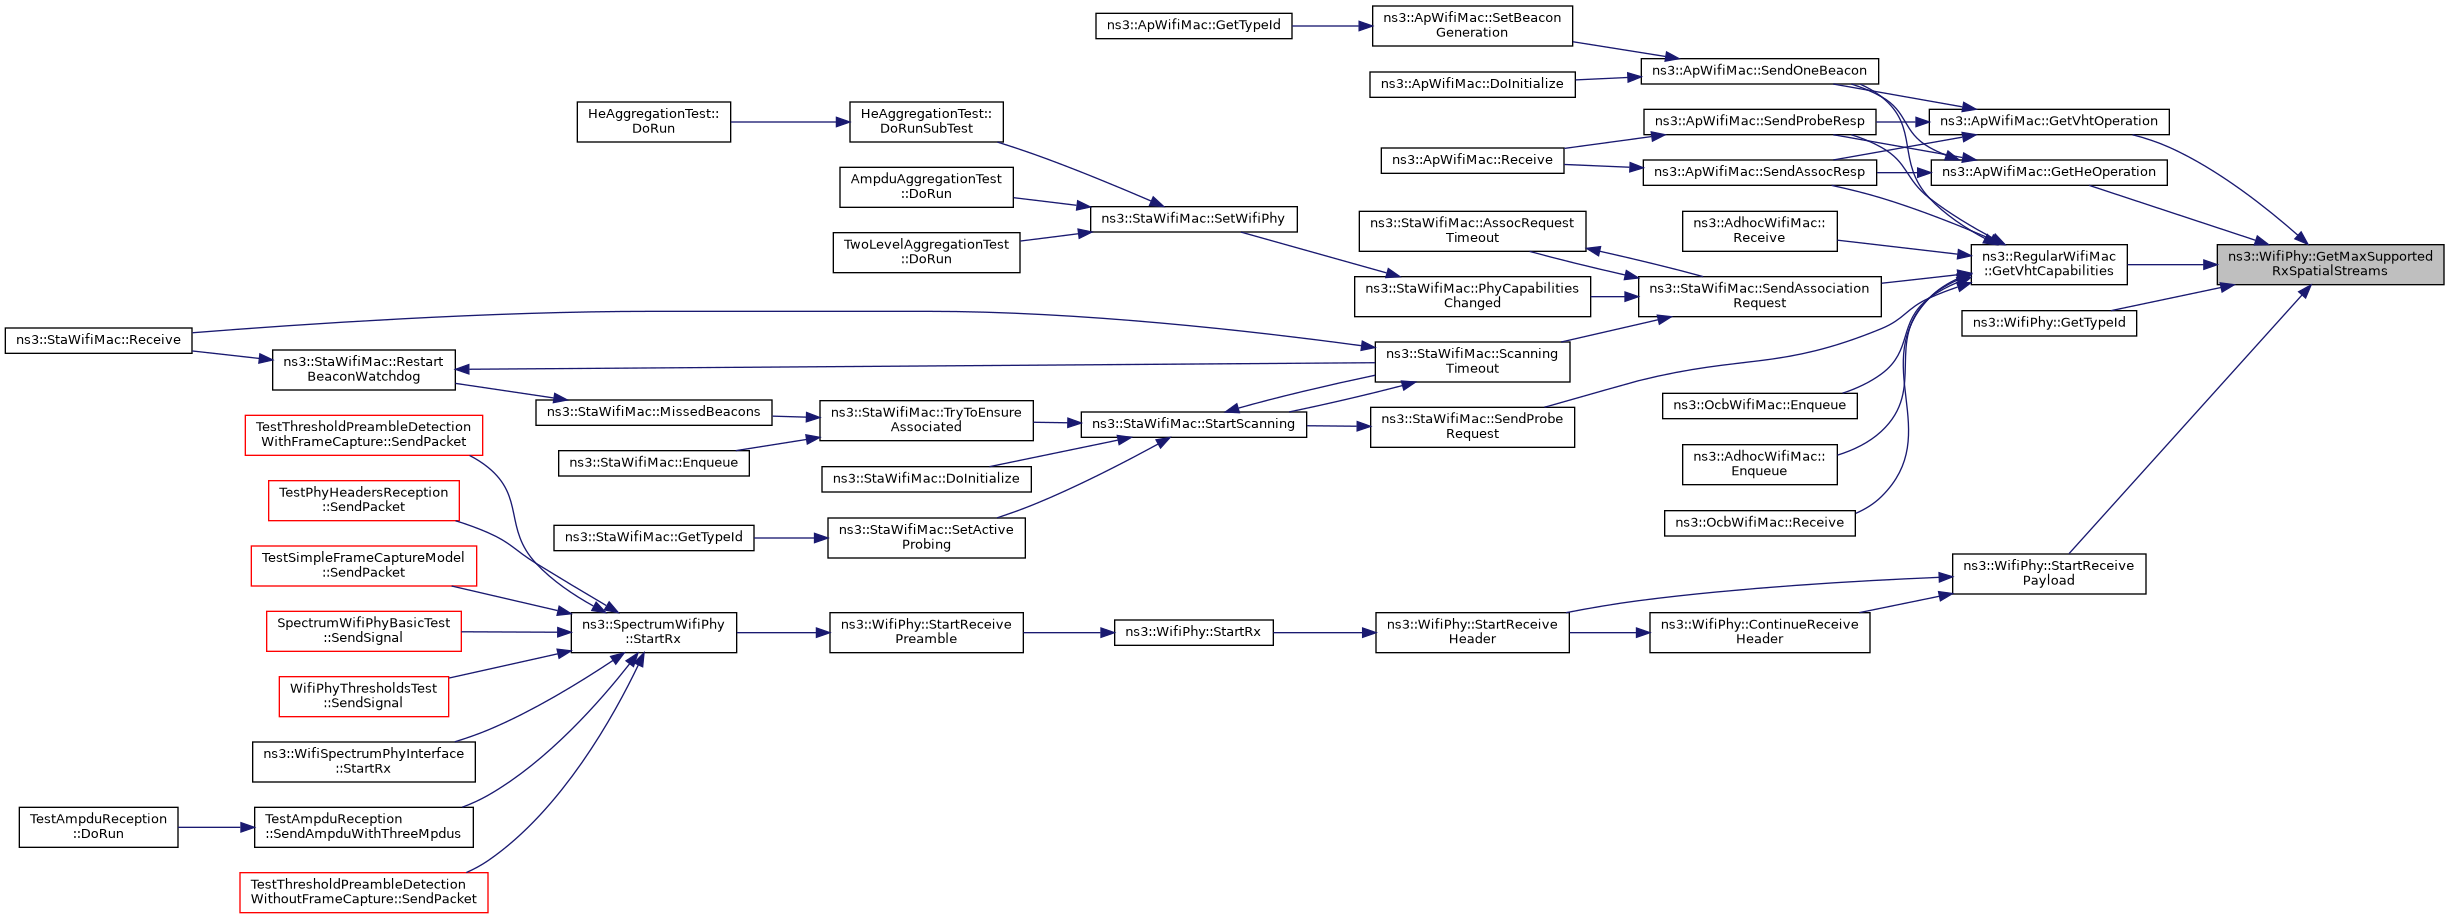 ns3::ApWifiMac::GetTypeId
ns3::ApWifiMac::SetBeacon
Generation
ns3::ApWifiMac::SendOneBeacon
ns3::ApWifiMac::DoInitialize
HeAggregationTest::
DoRun
HeAggregationTest::
DoRunSubTest
ns3::ApWifiMac::SendProbeResp
ns3::ApWifiMac::GetVhtOperation
ns3::ApWifiMac::Receive
ns3::ApWifiMac::SendAssocResp
ns3::ApWifiMac::GetHeOperation
AmpduAggregationTest
::DoRun
ns3::StaWifiMac::SetWifiPhy
ns3::StaWifiMac::AssocRequest
Timeout
ns3::AdhocWifiMac::
Receive
TwoLevelAggregationTest
::DoRun
ns3::RegularWifiMac
::GetVhtCapabilities
ns3::WifiPhy::GetMaxSupported
RxSpatialStreams
ns3::StaWifiMac::PhyCapabilities
Changed
ns3::StaWifiMac::SendAssociation
Request
ns3::WifiPhy::GetTypeId
ns3::StaWifiMac::Receive
ns3::StaWifiMac::Restart
BeaconWatchdog
ns3::StaWifiMac::Scanning
Timeout
ns3::StaWifiMac::MissedBeacons
ns3::StaWifiMac::TryToEnsure
Associated
ns3::StaWifiMac::StartScanning
ns3::StaWifiMac::SendProbe
Request
ns3::OcbWifiMac::Enqueue
TestThresholdPreambleDetection
WithFrameCapture::SendPacket
ns3::StaWifiMac::Enqueue
ns3::StaWifiMac::DoInitialize
ns3::AdhocWifiMac::
Enqueue
TestPhyHeadersReception
::SendPacket
ns3::StaWifiMac::GetTypeId
ns3::StaWifiMac::SetActive
Probing
ns3::OcbWifiMac::Receive
TestSimpleFrameCaptureModel
::SendPacket
ns3::WifiPhy::StartReceive
Payload
SpectrumWifiPhyBasicTest
::SendSignal
ns3::SpectrumWifiPhy
::StartRx
ns3::WifiPhy::StartReceive
Preamble
ns3::WifiPhy::StartRx
ns3::WifiPhy::StartReceive
Header
ns3::WifiPhy::ContinueReceive
Header
WifiPhyThresholdsTest
::SendSignal
ns3::WifiSpectrumPhyInterface
::StartRx
TestAmpduReception
::DoRun
TestAmpduReception
::SendAmpduWithThreeMpdus
TestThresholdPreambleDetection
WithoutFrameCapture::SendPacket